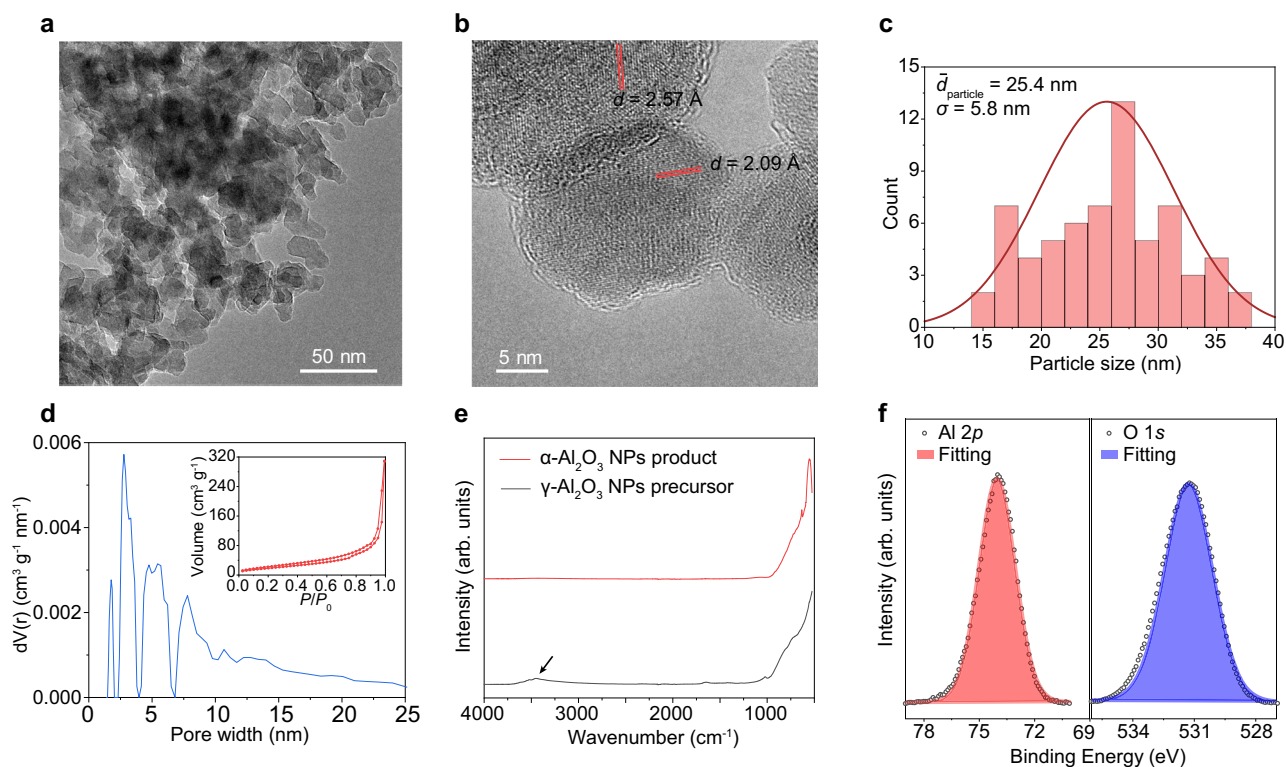 a
d = 2.57 Å
d = 2.09 Å
50 nm
b
5 nm
c
d̄particle = 25.4 nm
σ = 5.8 nm
Count
15
12
9
6
3
0
10 15 20 25 30 35 40
Particle size (nm)
d
dV(r) (cm³ g⁻¹ nm⁻¹)
0.006
0.004
0.002
0.000
0 5 10 15 20 25
Pore width (nm)
Volume (cm³ g⁻¹)
320
240
160
80
0
0.0 0.2 0.4 0.6 0.8 1.0
P/P₀
e
α-Al₂O₃ NPs product
γ-Al₂O₃ NPs precursor
Intensity (arb. units)
4000 3000 2000 1000
Wavenumber (cm⁻¹)
f
Al 2p
Fitting
O 1s
Fitting
Intensity (arb. units)
78 75 72 69
534 531 528
Binding Energy (eV)